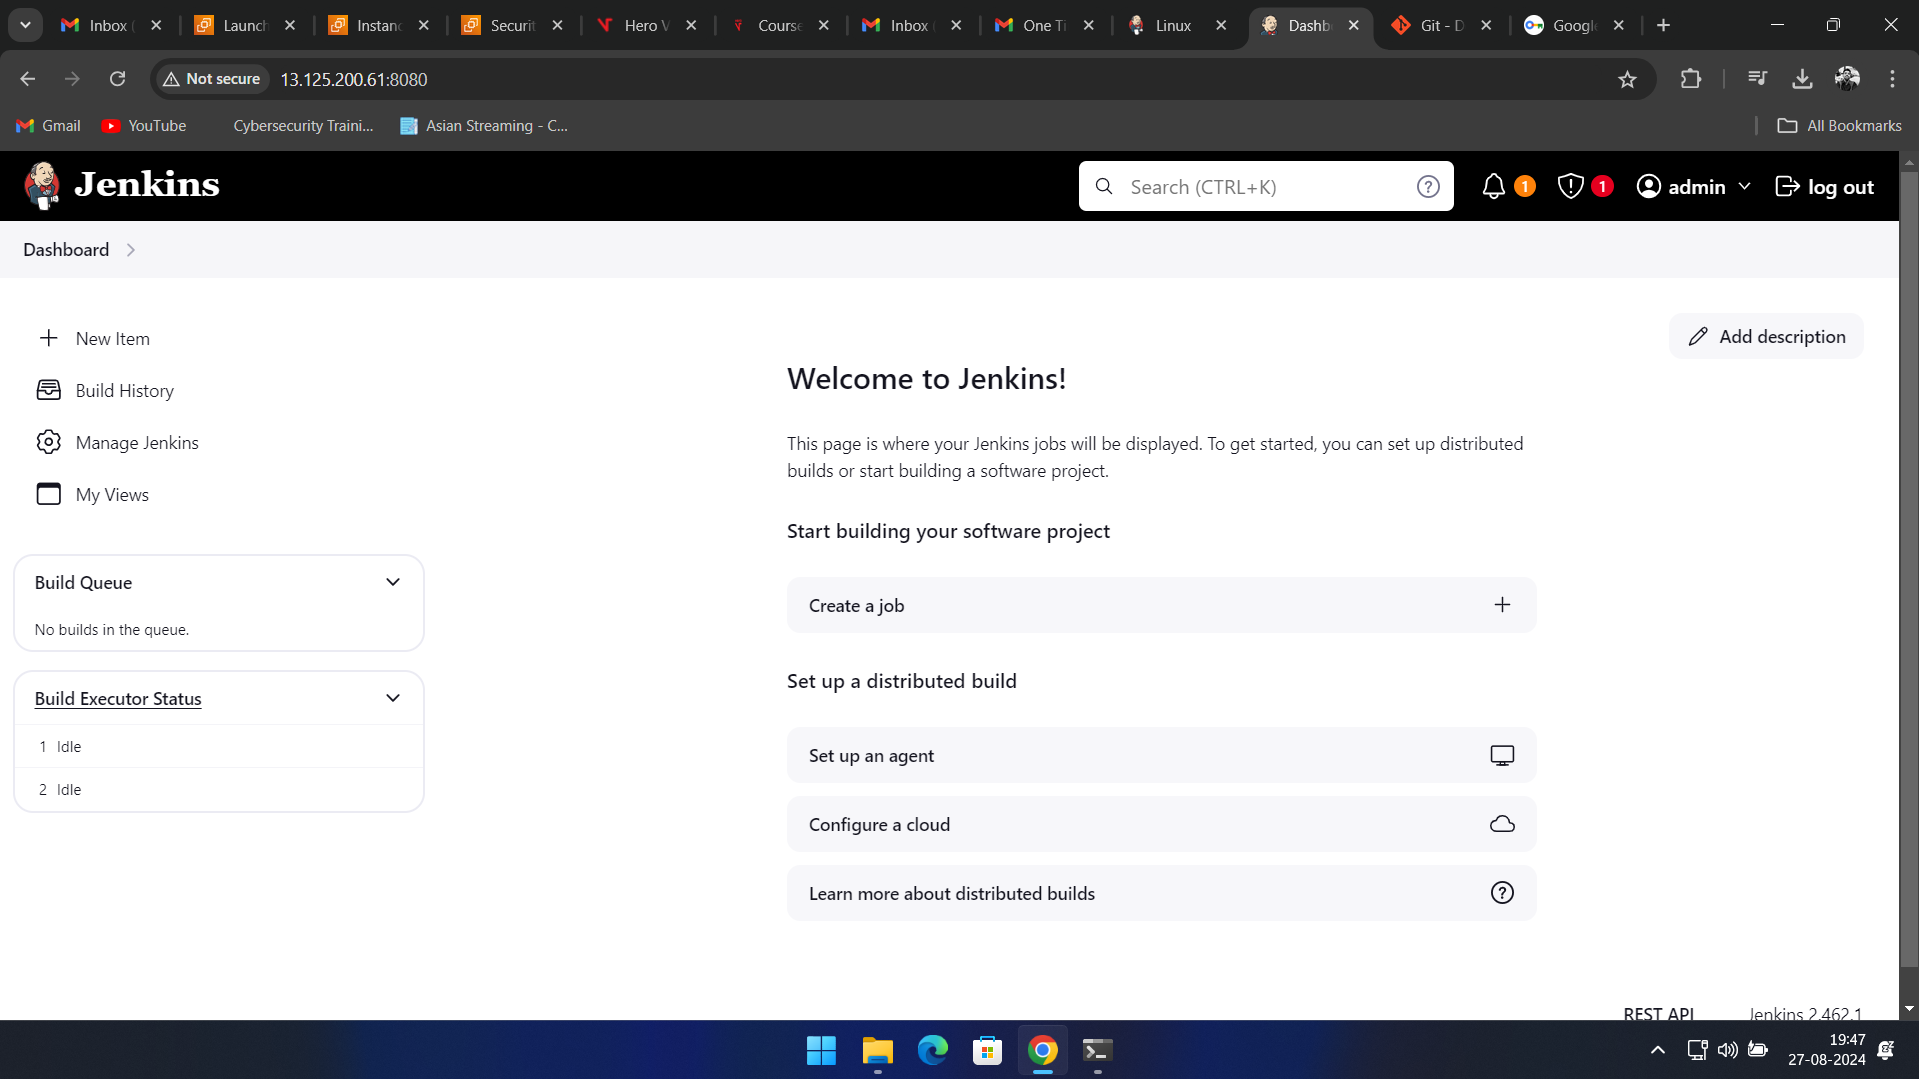 Inbox (
Launch
Instanc
Securit
Hero V
Course
Inbox (
One Ti
Linux
Dashb
Git - D
Google
Not secure
13.125.200.61:8080
Gmail
YouTube
Cybersecurity Traini...
Asian Streaming - C...
All Bookmarks
Jenkins
Search (CTRL+K)
1
1
admin
log out
Dashboard
New Item
Build History
Manage Jenkins
My Views
Build Queue
No builds in the queue.
Build Executor Status
1 Idle
2 Idle
Add description
Welcome to Jenkins!
This page is where your Jenkins jobs will be displayed. To get started, you can set up distributed
builds or start building a software project.
Start building your software project
Create a job
Set up a distributed build
Set up an agent
Configure a cloud
Learn more about distributed builds
REST API
Jenkins 2.462.1
19:47
27-08-2024